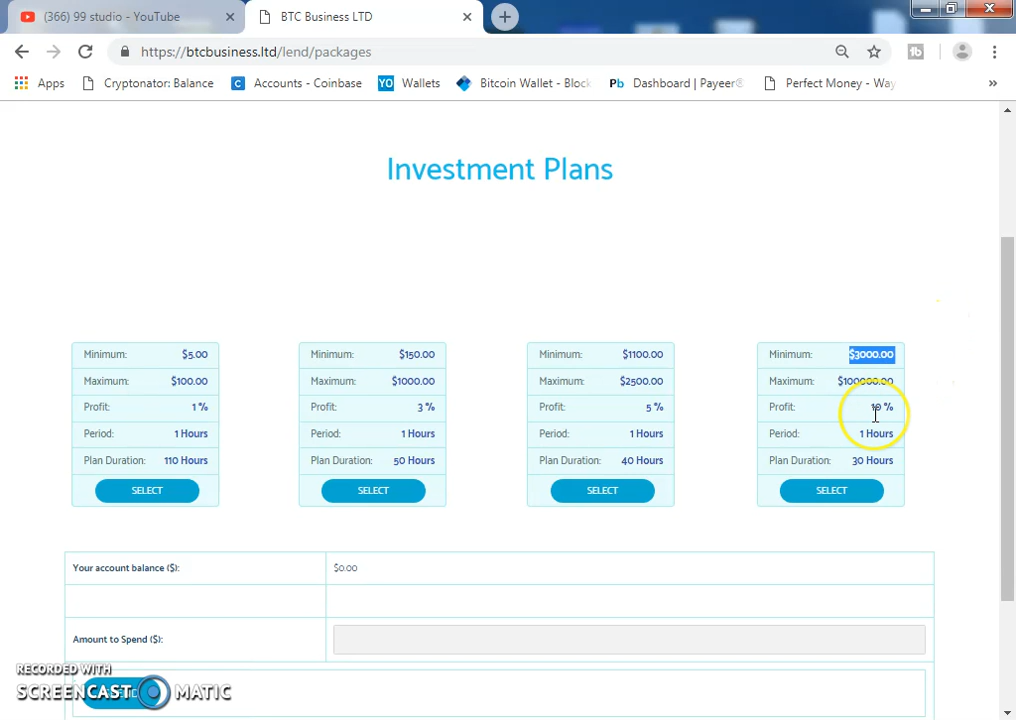 (366) 99 studio - YouTube
BTC Business LTD
https://btcbusiness.ltd/lend/packages
Apps
Cryptonator: Balance
C Accounts - Coinbase
YO Wallets
Bitcoin Wallet - Block
Pb Dashboard | Payeer®
Perfect Money - Way
»
Investment Plans
Minimum: $5.00
Maximum: $100.00
Profit: 1 %
Period: 1 Hours
Plan Duration: 110 Hours
SELECT
Minimum: $150.00
Maximum: $1000.00
Profit: 3 %
Period: 1 Hours
Plan Duration: 50 Hours
SELECT
Minimum: $1100.00
Maximum: $2500.00
Profit: 5 %
Period: 1 Hours
Plan Duration: 40 Hours
SELECT
Minimum: $3000.00
Maximum: $100000.00
Profit: 10 %
Period: 1 Hours
Plan Duration: 30 Hours
SELECT
Your account balance ($): $0.00
Amount to Spend ($):
RECORDED WITH
SCREENCAST MATIC